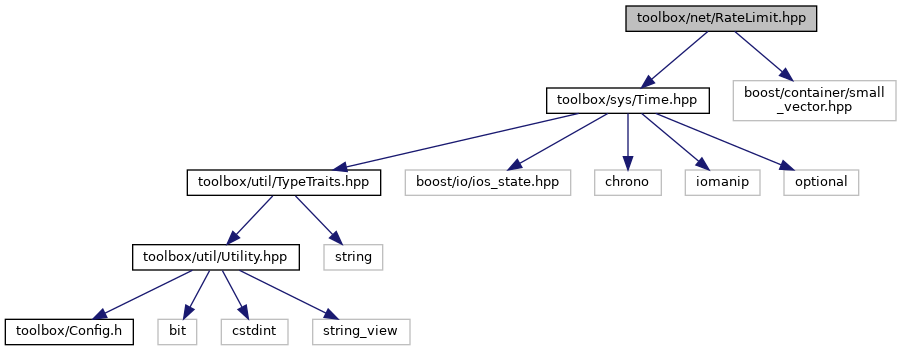 toolbox/net/RateLimit.hpp
toolbox/sys/Time.hpp
boost/container/small
_vector.hpp
toolbox/util/TypeTraits.hpp
boost/io/ios_state.hpp
chrono
iomanip
optional
toolbox/util/Utility.hpp
string
toolbox/Config.h
bit
cstdint
string_view